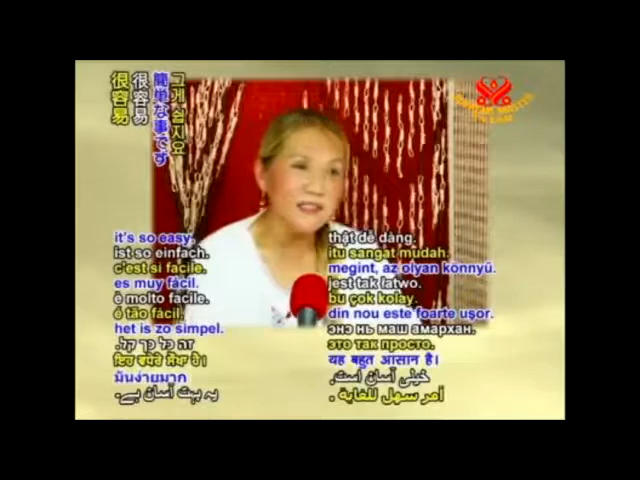 很容易
很容易
簡単な事です
그게 쉽지요
it's so easy.
ist so einfach.
c'est si facile.
es muy fácil.
è molto facile.
é tão fácil.
het is zo simpel.
זה כל כך קל.
ਇਹ ਵਧੇਰੇ ਸੌਖਾ ਹੈ।
มันง่ายมาก
یہ بہت آسان ہے۔
thật dễ dàng.
itu sangat mudah.
megint, az olyan könnyű.
jest tak łatwo.
bu çok kolay.
din nou este foarte uşor.
энэ нь маш амархан.
это так просто.
यह बहुत आसान है।
خیلی آسان است.
أمر سهل للغاية .